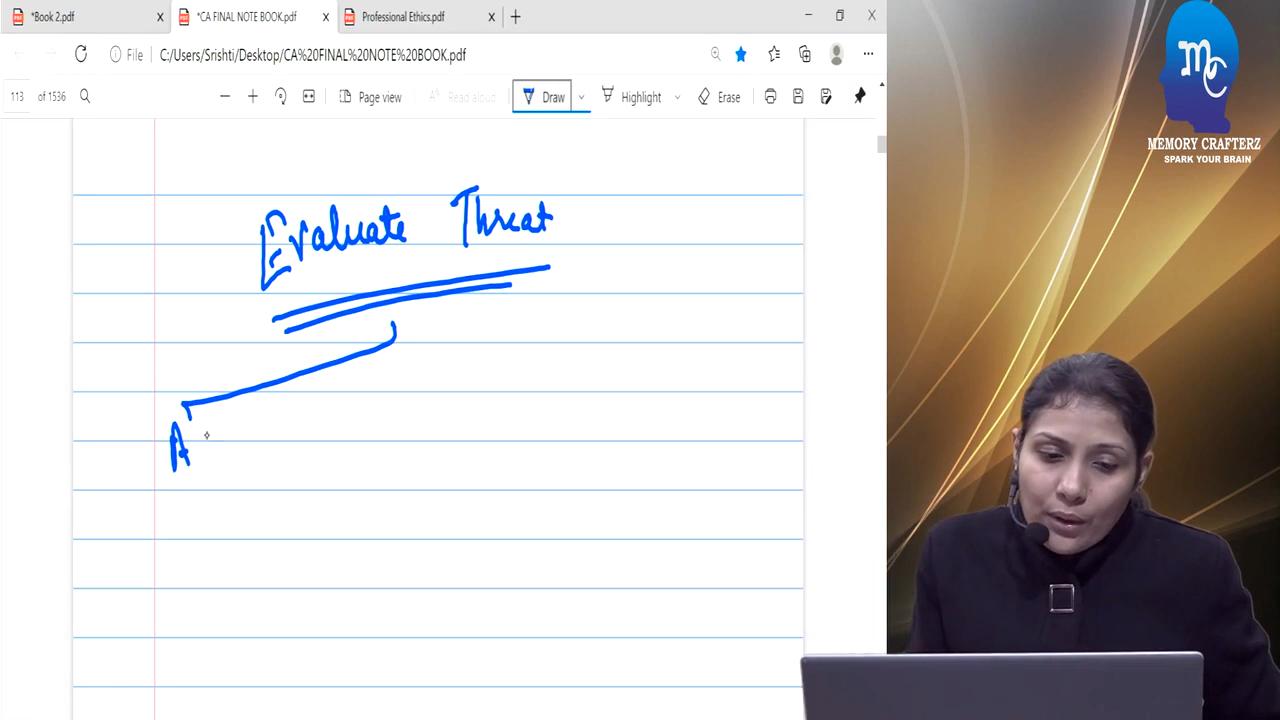 *Book 2.pdf
*CA FINAL NOTE BOOK.pdf
Professional Ethics.pdf
File C:/Users/Srishti/Desktop/CA%20FINAL%20NOTE%20BOOK.pdf
113 of 1536 Page view Read aloud Draw Highlight Erase
Evaluate Threat
A
MC
MEMORY CRAFTERZ
SPARK YOUR BRAIN